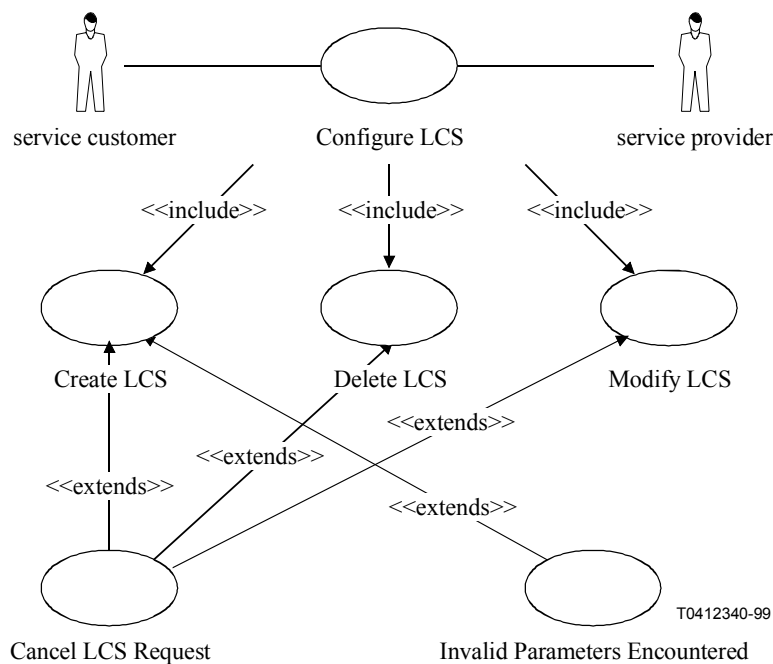 service customer
Configure LCS
service provider
<<include>>
<<include>>
<<include>>
Create LCS
Delete LCS
Modify LCS
<<extends>>
<<extends>>
<<extends>>
<<extends>>
T0412340-99
Cancel LCS Request
Invalid Parameters Encountered